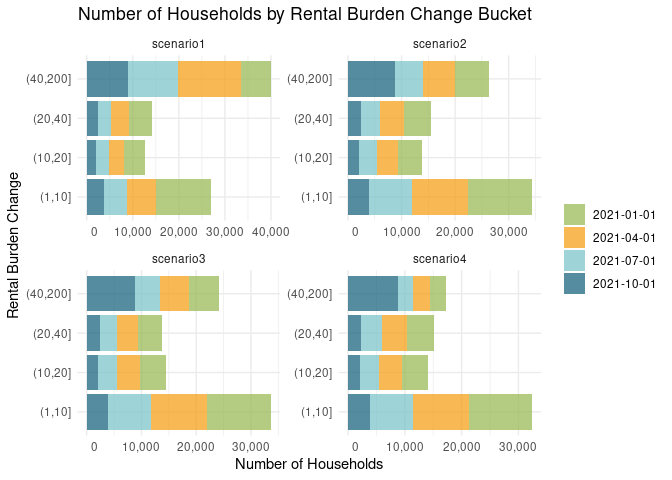 Number of Households by Rental Burden Change Bucket
scenario1
scenario2
(40,200]
(20,40]
(10,20]
(1,10]
0 10,000 20,000 30,000 40,000
(40,200]
(20,40]
(10,20]
(1,10]
0 10,000 20,000 30,000
Rental Burden Change
scenario3
scenario4
(40,200]
(20,40]
(10,20]
(1,10]
0 10,000 20,000 30,000
(40,200]
(20,40]
(10,20]
(1,10]
0 10,000 20,000 30,000
Number of Households
2021-01-01
2021-04-01
2021-07-01
2021-10-01